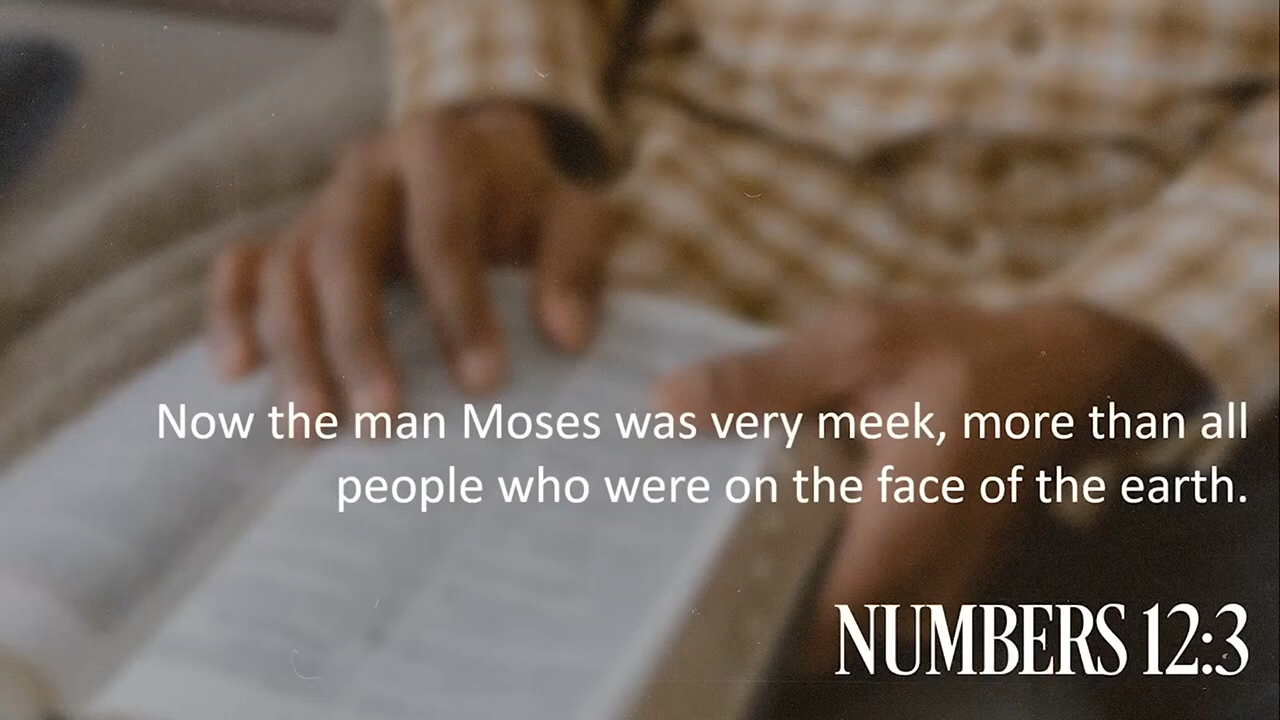 Now the man Moses was very meek, more than all
people who were on the face of the earth.
NUMBERS 12:3